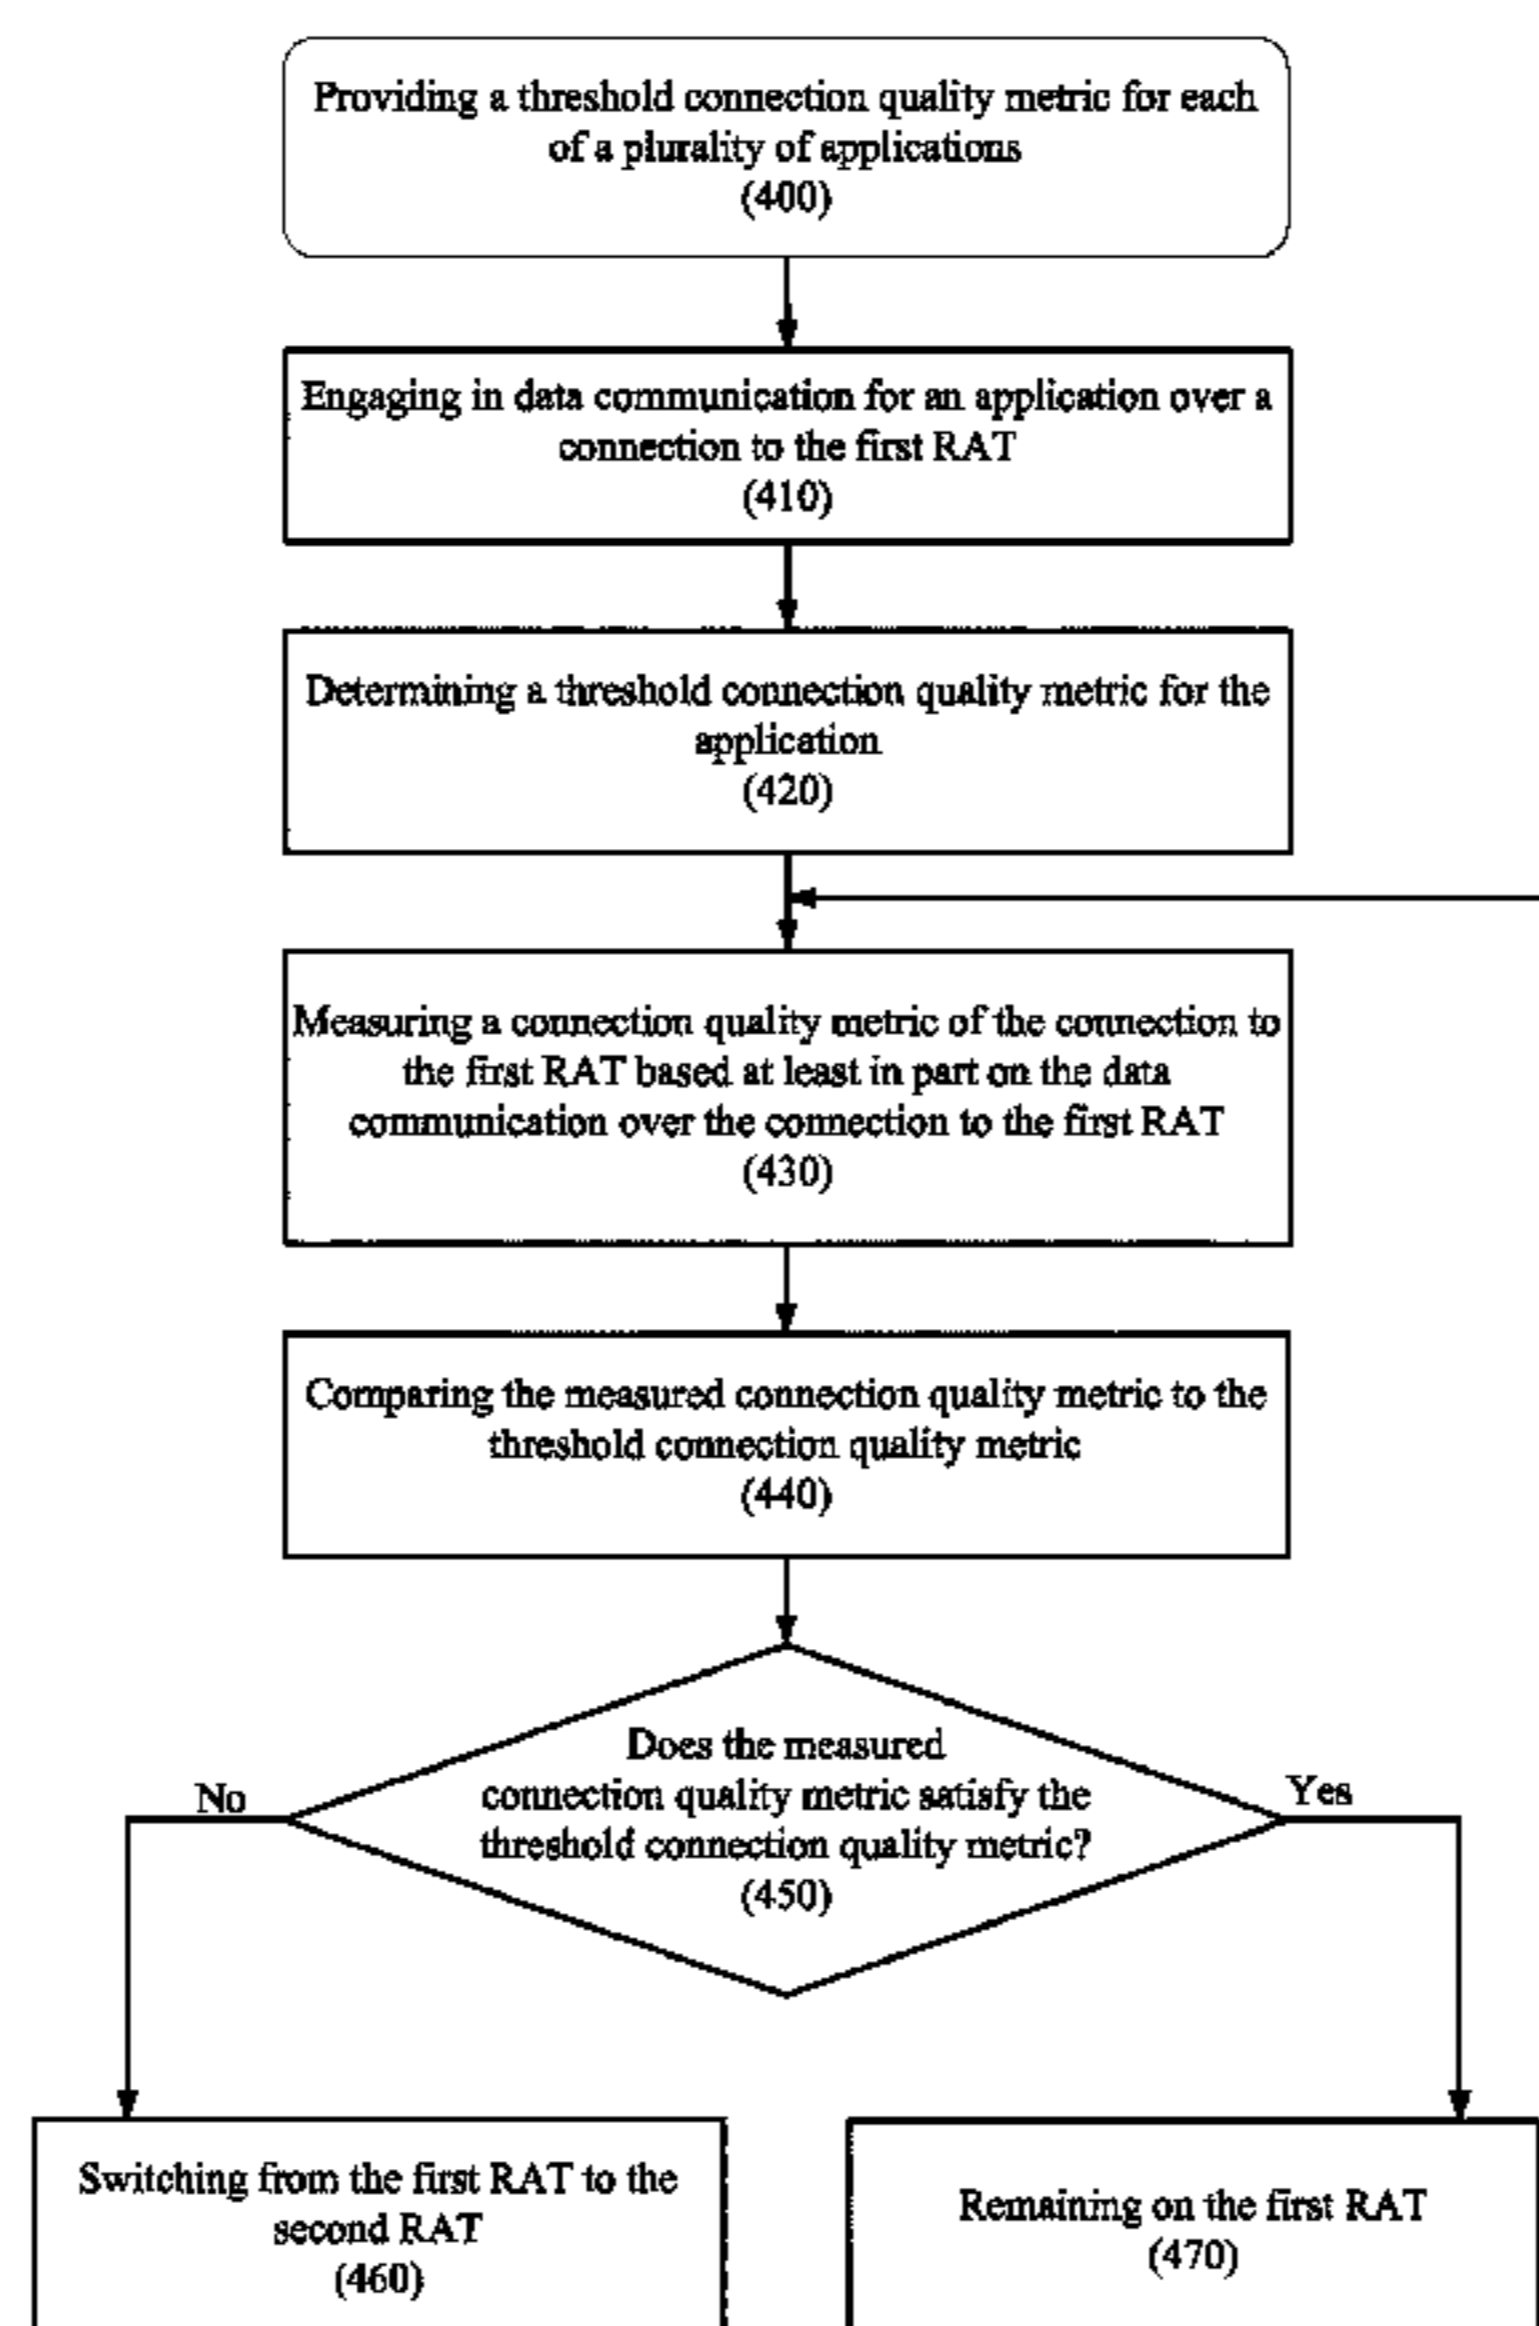 Providing a threshold connection quality metric for each
of a plurality of applications
(400)
Engaging in data communication for an application over a
connection to the first RAT
(410)
Determining a threshold connection quality metric for the
application
(420)
Measuring a connection quality metric of the connection to
the first RAT based at least in part on the data
communication over the connection to the first RAT
(430)
Comparing the measured connection quality metric to the
threshold connection quality metric
(440)
Does the measured
connection quality metric satisfy the
threshold connection quality metric?
(450)
No
Yes
Switching from the first RAT to the
second RAT
(460)
Remaining on the first RAT
(470)